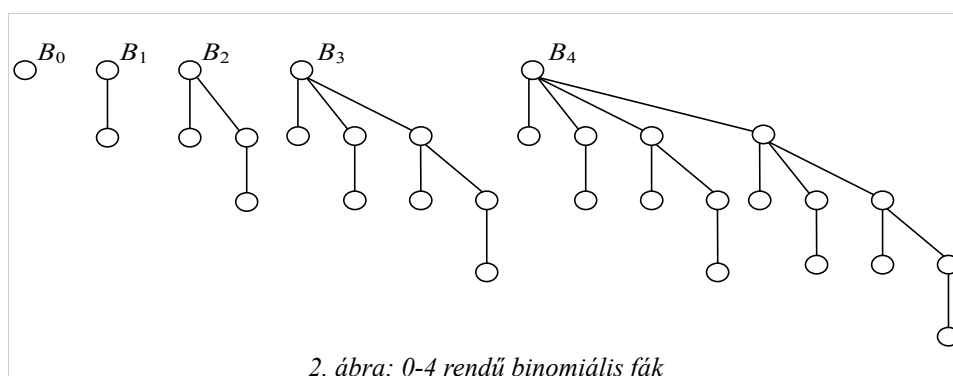 B₀ B₁ B₂ B₃ B₄
2. ábra: 0-4 rendű binomiális fák